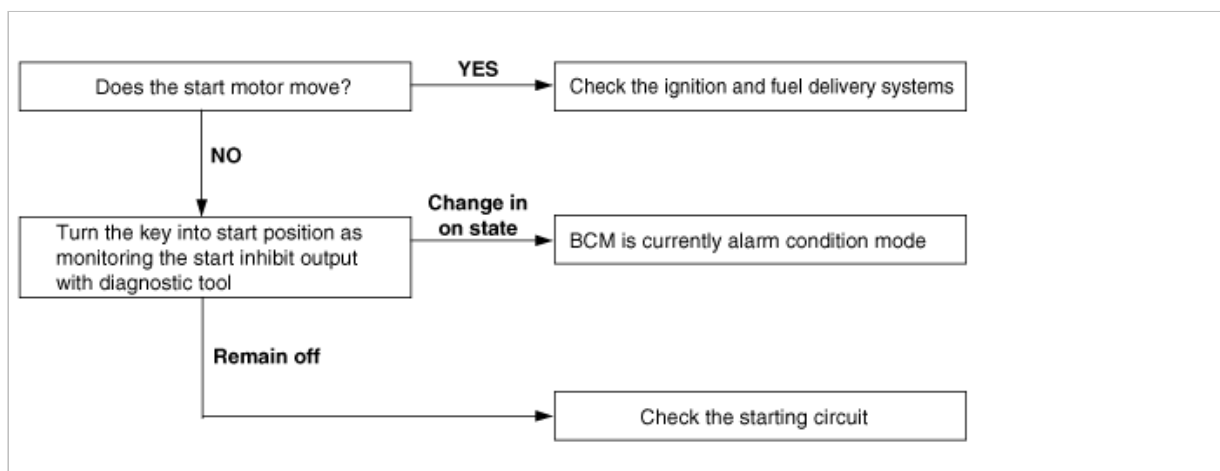 Does the start motor move?
YES
Check the ignition and fuel delivery systems
NO
Turn the key into start position as
monitoring the start inhibit output
with diagnostic tool
Change in
on state
BCM is currently alarm condition mode
Remain off
Check the starting circuit